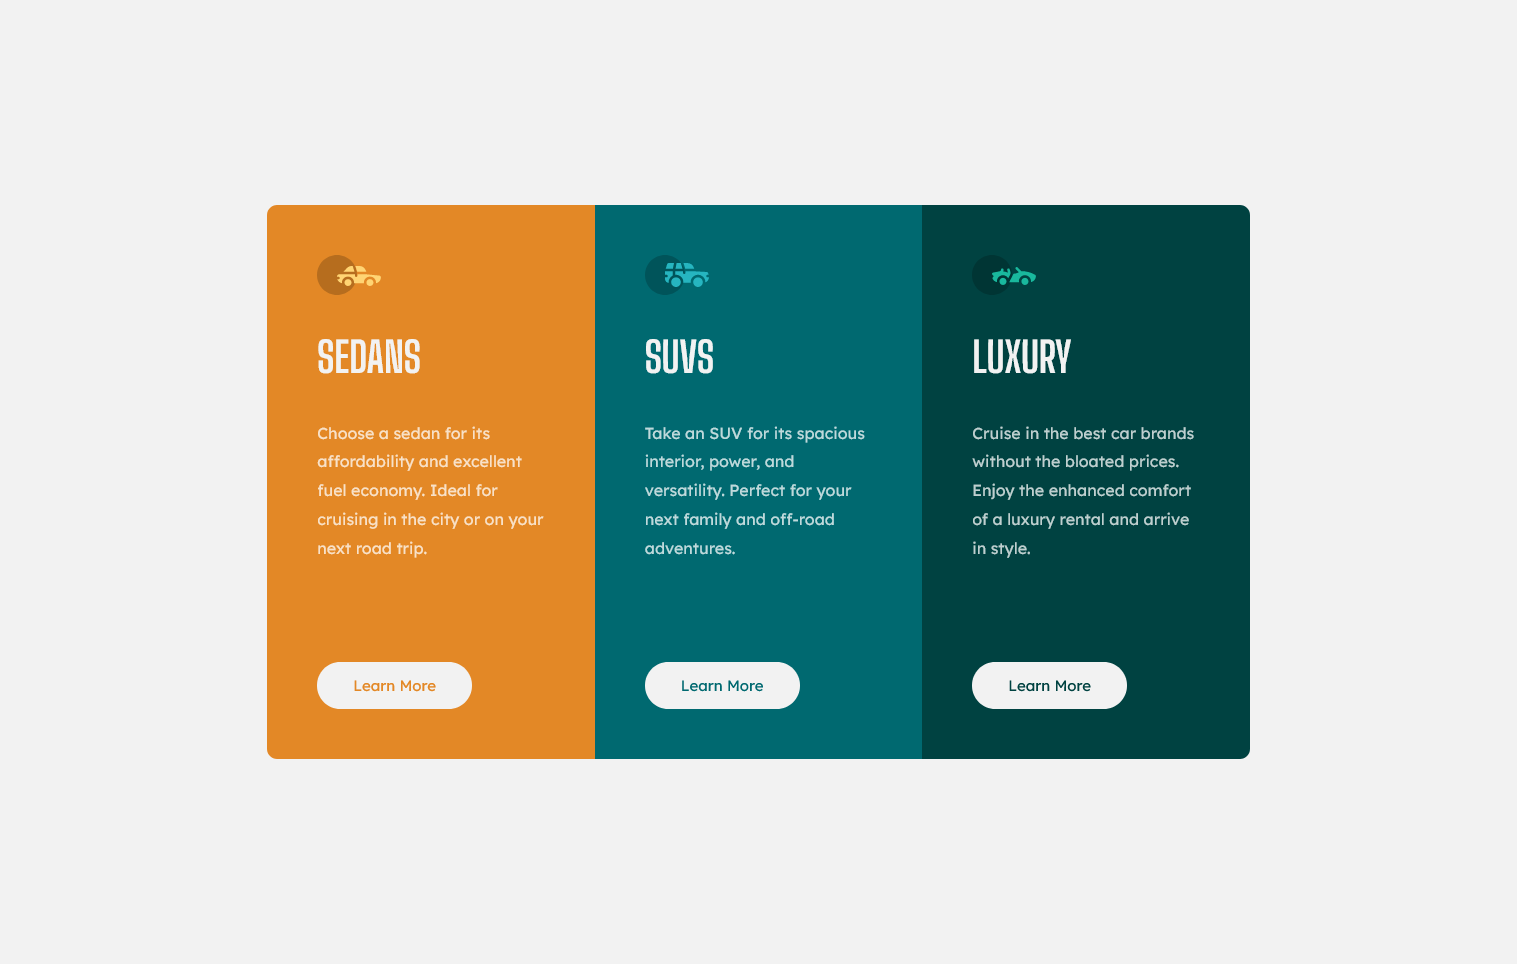 SEDANS
Choose a sedan for its
affordability and excellent
fuel economy. Ideal for
cruising in the city or on your
next road trip.
Learn More
SUVS
Take an SUV for its spacious
interior, power, and
versatility. Perfect for your
next family and off-road
adventures.
Learn More
LUXURY
Cruise in the best car brands
without the bloated prices.
Enjoy the enhanced comfort
of a luxury rental and arrive
in style.
Learn More